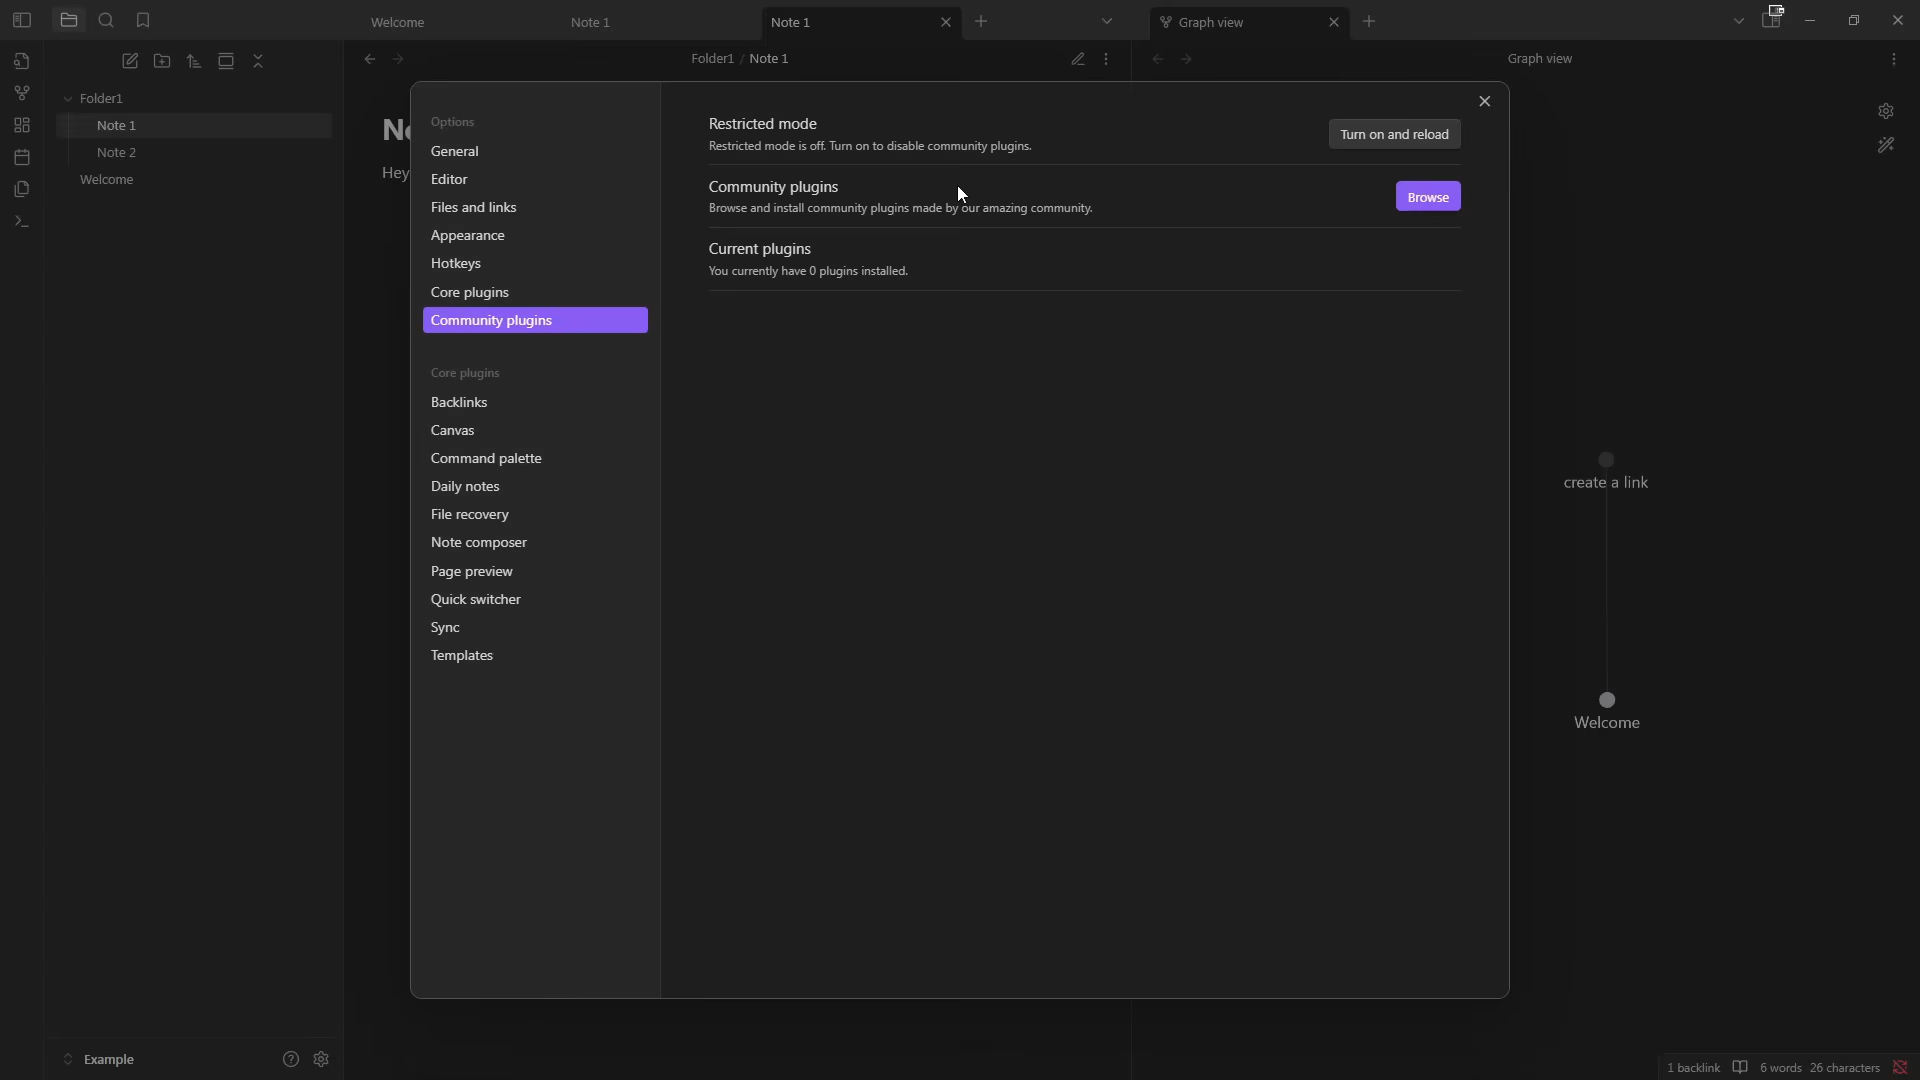 Welcome
Note 1
Note 1
Graph view
Folder1 / Note 1
Graph view
Folder1
Note 1
Note 2
Welcome
Hey
Options
General
Editor
Files and links
Appearance
Hotkeys
Core plugins
Community plugins
Core plugins
Backlinks
Canvas
Command palette
Daily notes
File recovery
Note composer
Page preview
Quick switcher
Sync
Templates
Restricted mode
Restricted mode is off. Turn on to disable community plugins.
Turn on and reload
Community plugins
Browse and install community plugins made by our amazing community.
Browse
Current plugins
You currently have 0 plugins installed.
create a link
Welcome
Example
1 backlink 6 words 26 characters